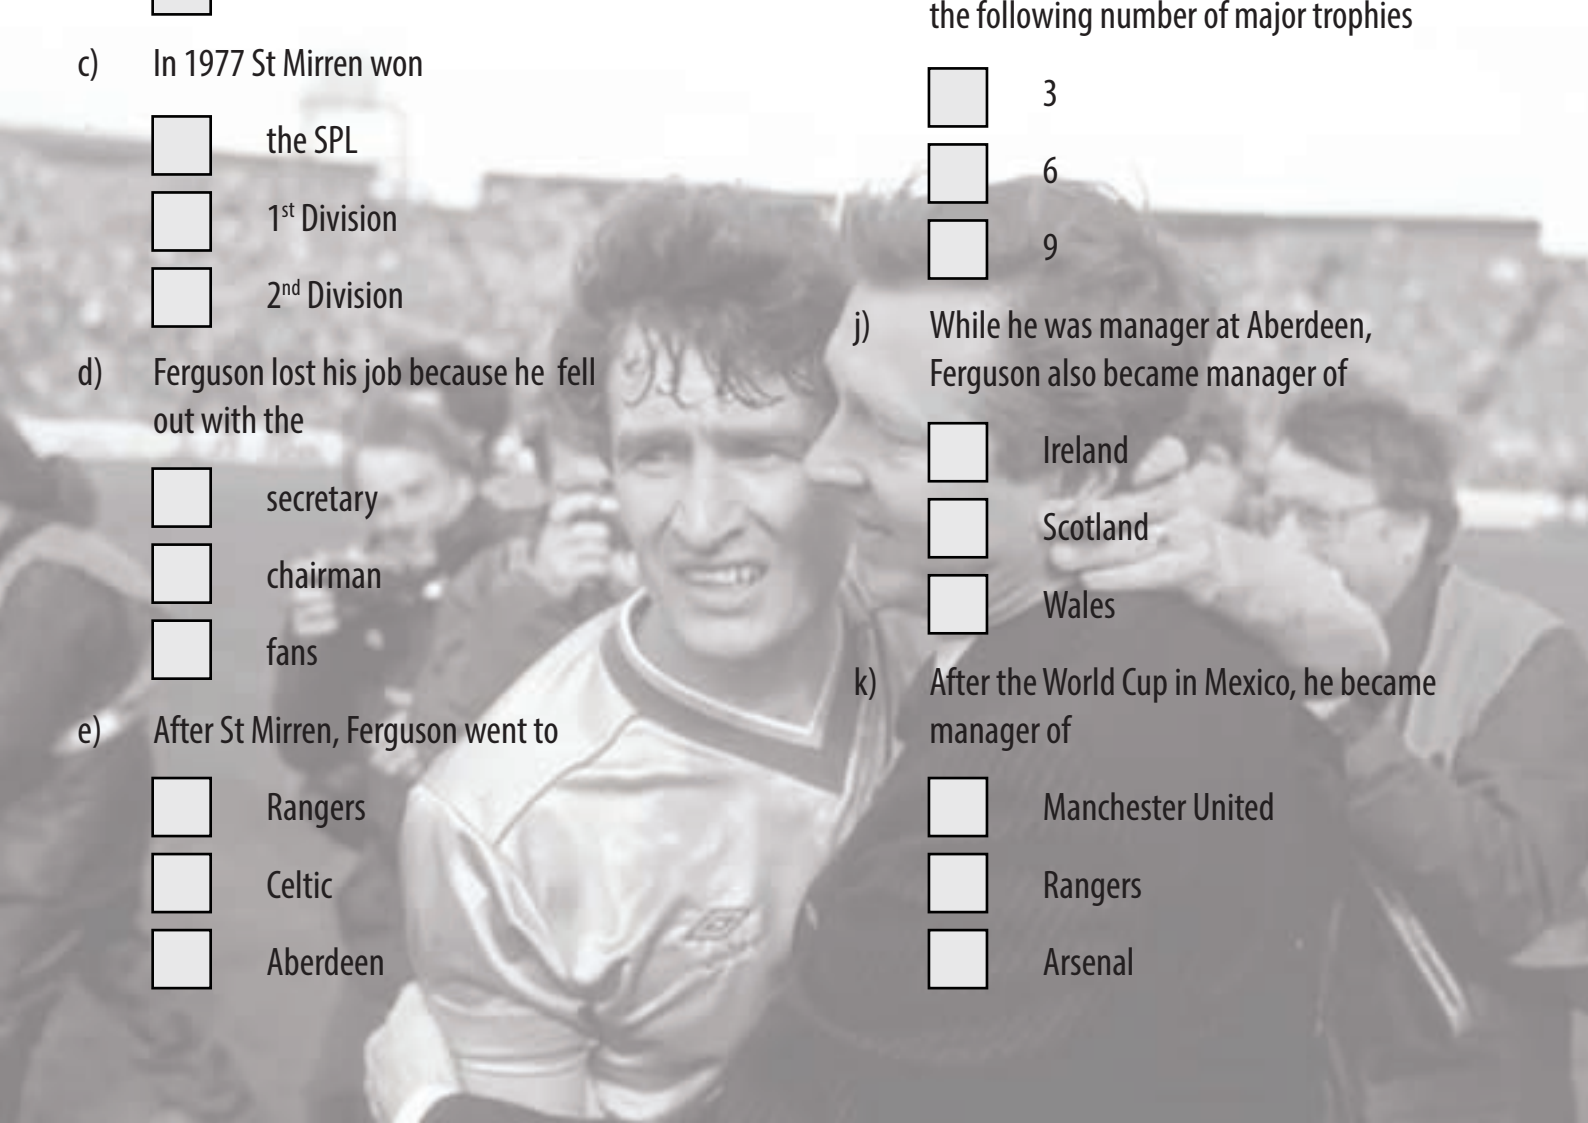 c) In 1977 St Mirren won
the SPL
1st Division
2nd Division
d) Ferguson lost his job because he fell
out with the
secretary
chairman
fans
e) After St Mirren, Ferguson went to
Rangers
Celtic
Aberdeen
the following number of major trophies
3
6
9
j) While he was manager at Aberdeen,
Ferguson also became manager of
Ireland
Scotland
Wales
k) After the World Cup in Mexico, he became
manager of
Manchester United
Rangers
Arsenal